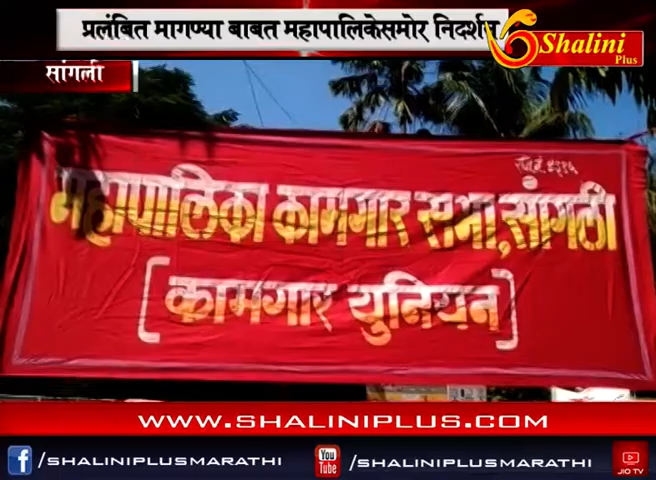 प्रलंबित मागण्या बाबत महापालिकेसमोर निदर्शने
Shalini
Plus
सांगली
महापालिका कामगार सभा, सांगली
[कामगार युनियन]
WWW.SHALINIPLUS.COM
/SHALINIPLUSMARATHI
You Tube
/SHALINIPLUSMARATHI
JIO TV